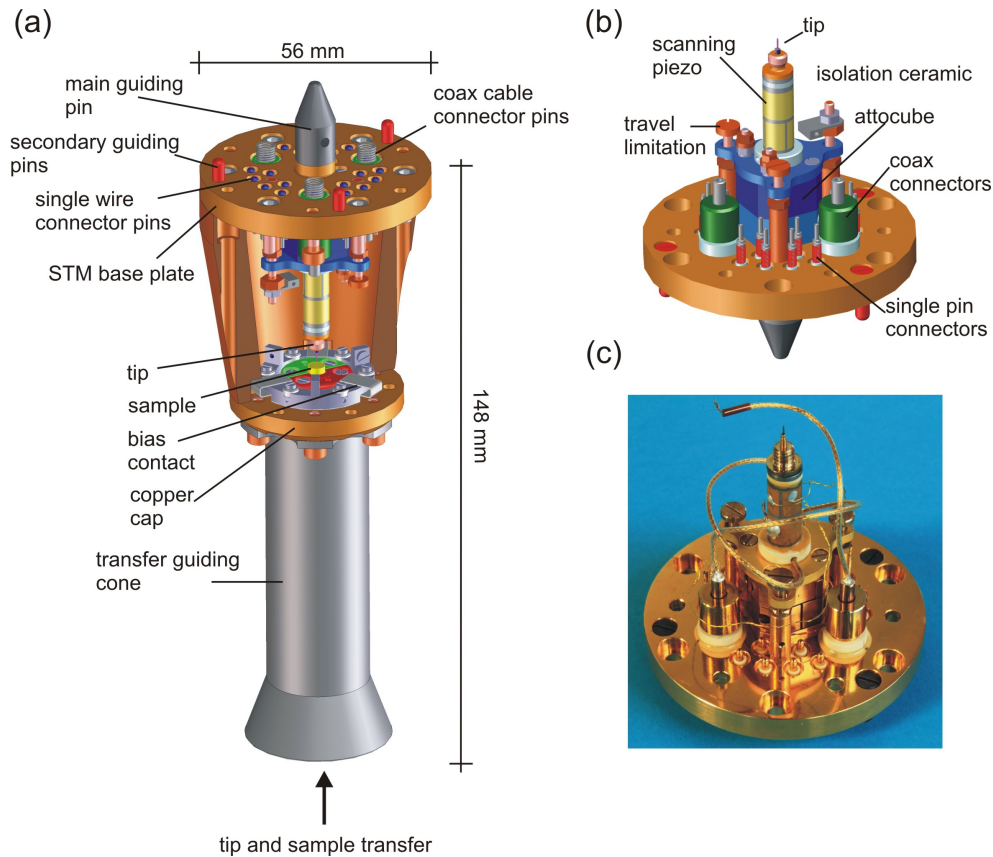 (a)
56 mm
main guiding
pin
coax cable
connector pins
secondary guiding
pins
single wire
connector pins
STM base plate
tip
sample
bias
contact
copper
cap
148 mm
transfer guiding
cone
tip and sample transfer
(b)
tip
scanning
piezo
isolation ceramic
travel
limitation
attocube
coax
connectors
single pin
connectors
(c)